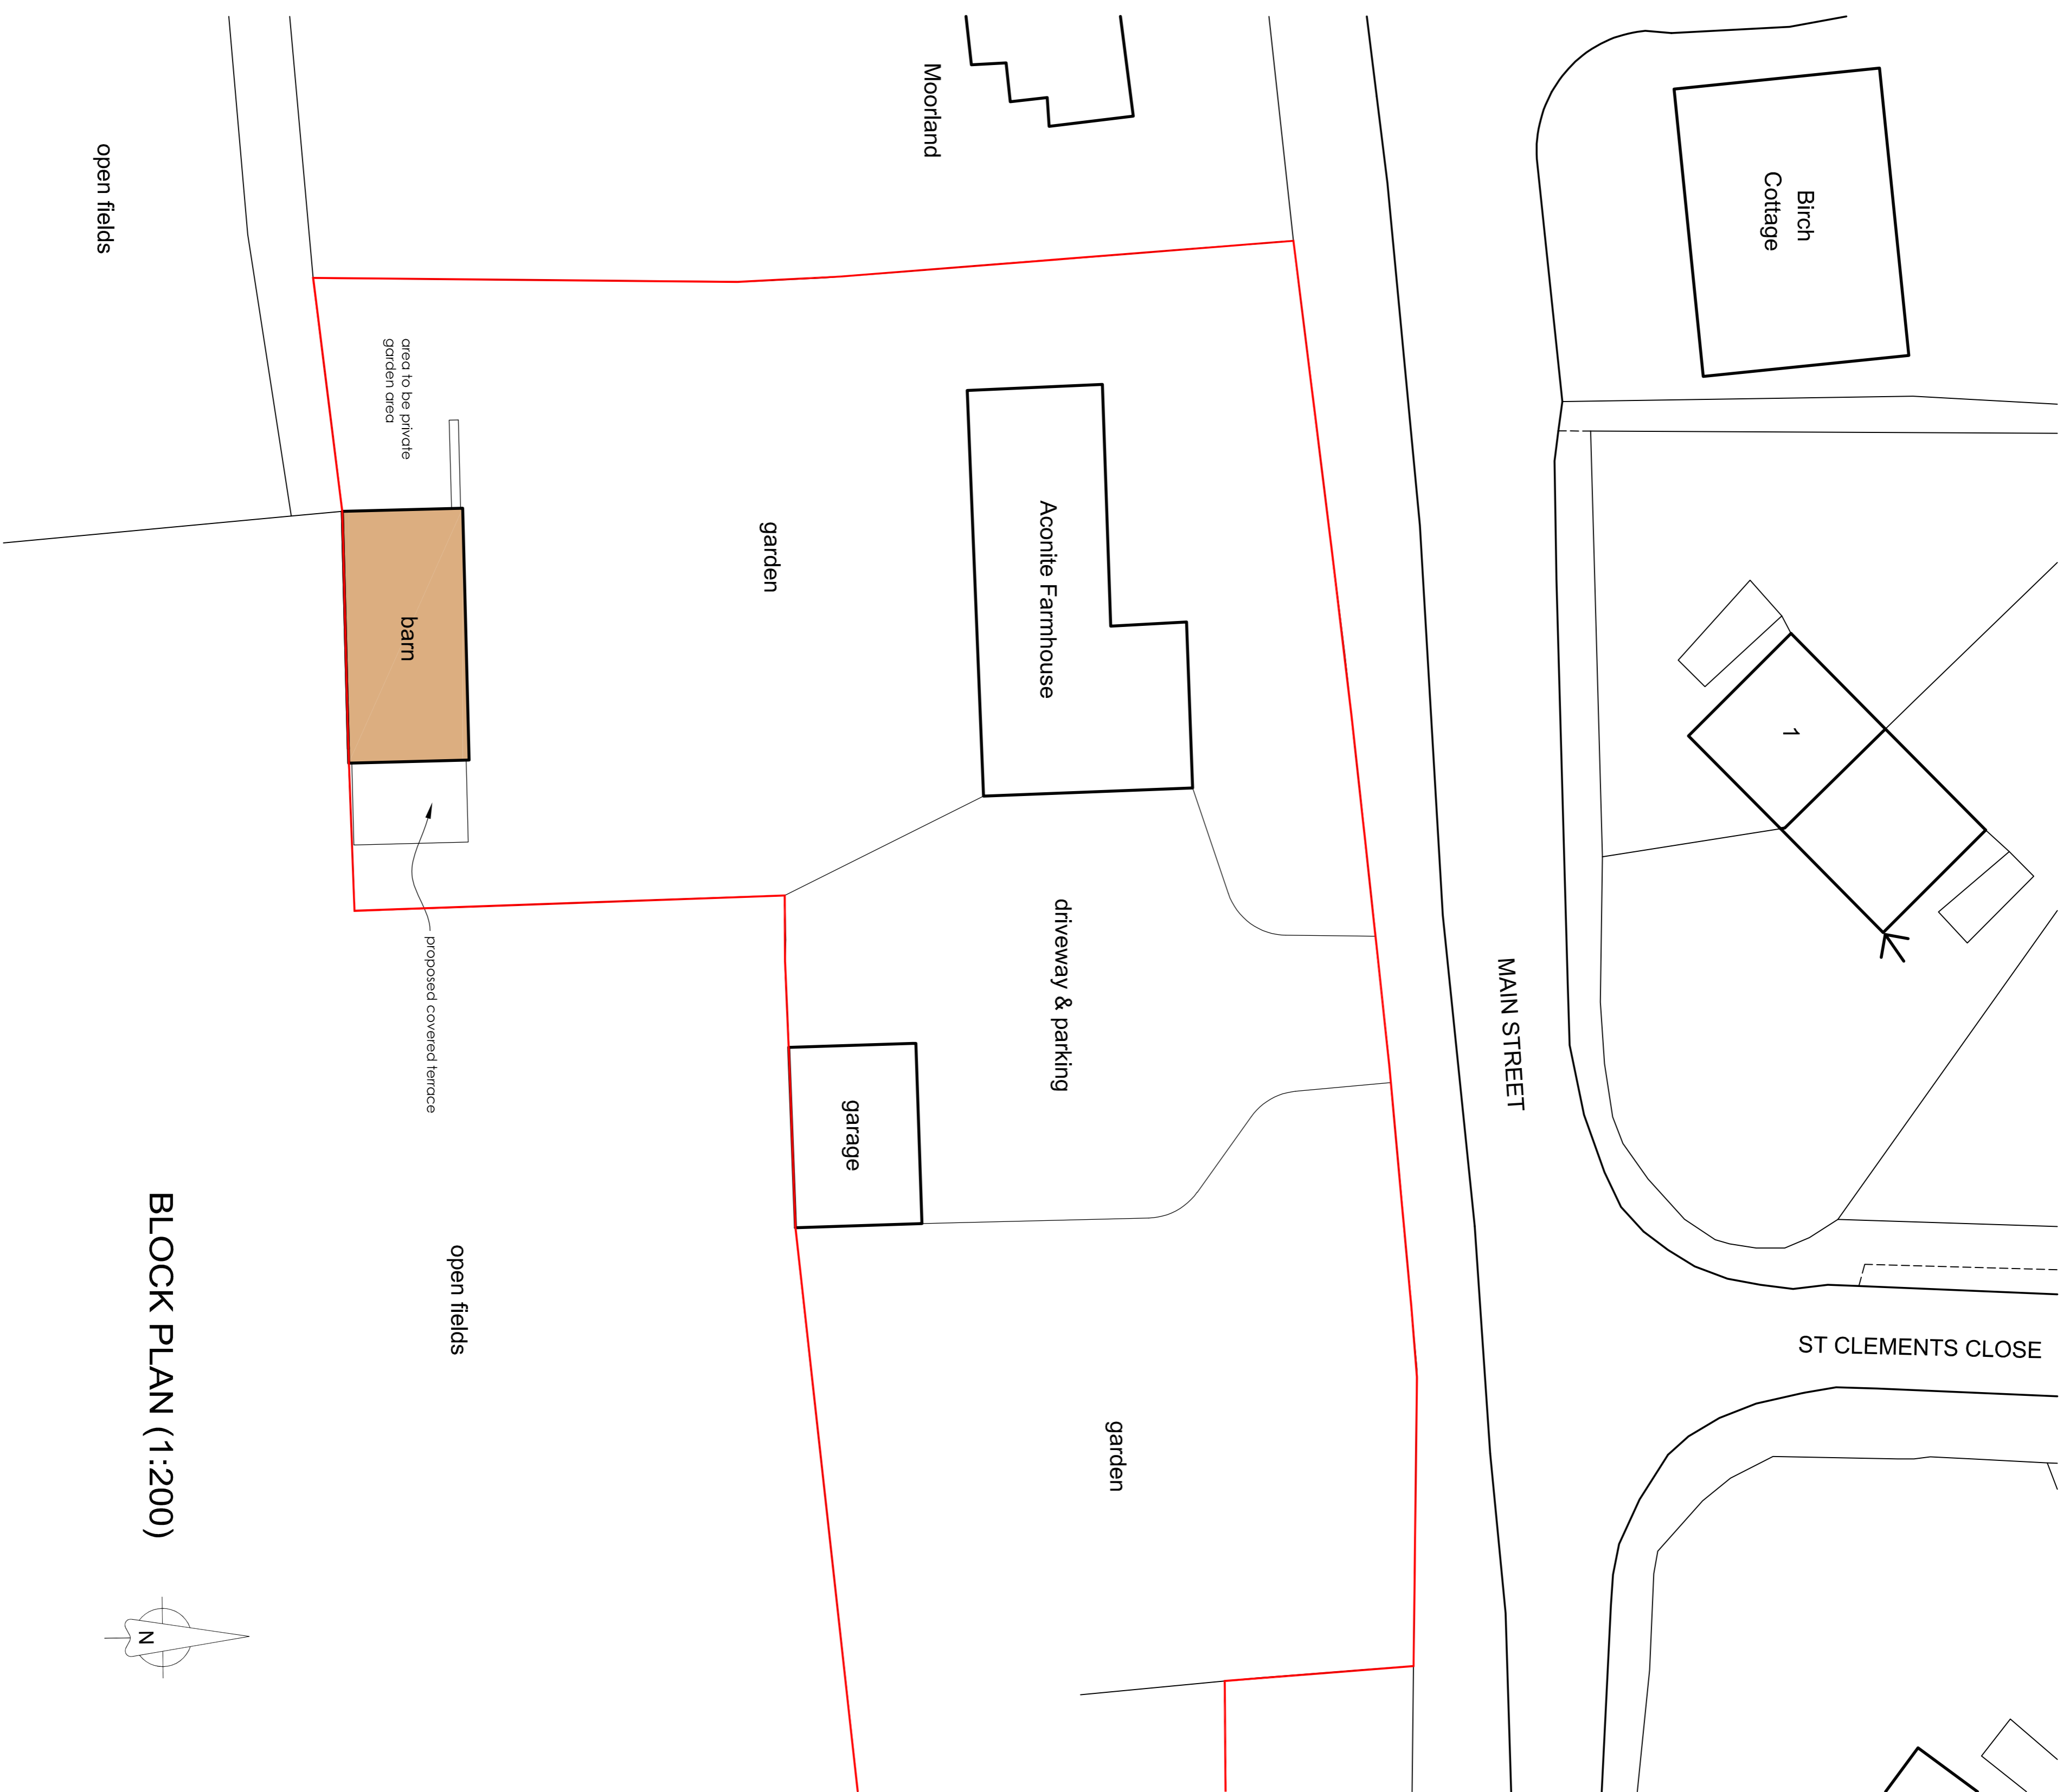 Birch
Cottage
Moorland
open fields
area to be private
garden area
1
Aconite Farmhouse
garden
barn
MAIN STREET
driveway & parking
proposed covered terrace
garage
ST CLEMENTS CLOSE
garden
open fields
BLOCK PLAN (1:200)
N